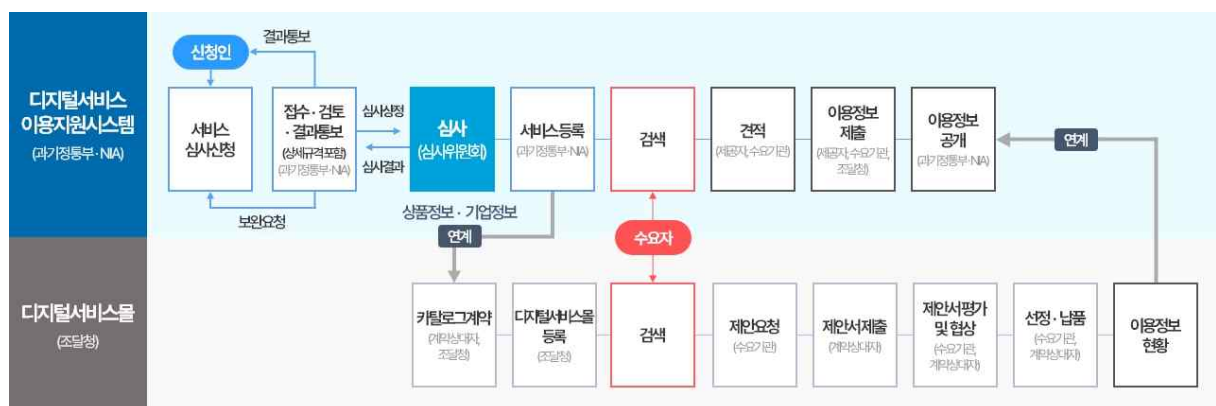 디지털서비스
이용지원시스템
(과기정통부·NIA)
신청인
결과통보
서비스
심사신청
접수·검토
·결과통보
(상세규격포함)
(과기정통부·NIA)
보완요청
심사상정
심사결과
심사
(심사위원회)
서비스등록
(과기정통부·NIA)
검색
견적
(제공자,수요기관)
이용정보
제출
(제공자,수요기관,
조달청)
이용정보
공개
(과기정통부·NIA)
연계
상품정보·기업정보
연계
수요자
디지털서비스몰
(조달청)
카탈로그계약
(계약상대자,
조달청)
디지털서비스몰
등록
(조달청)
검색
제안요청
(수요기관)
제안서제출
(계약상대자)
제안서평가
및 협상
(수요기관,
계약상대자)
선정·납품
(수요기관,
계약상대자)
이용정보
현황